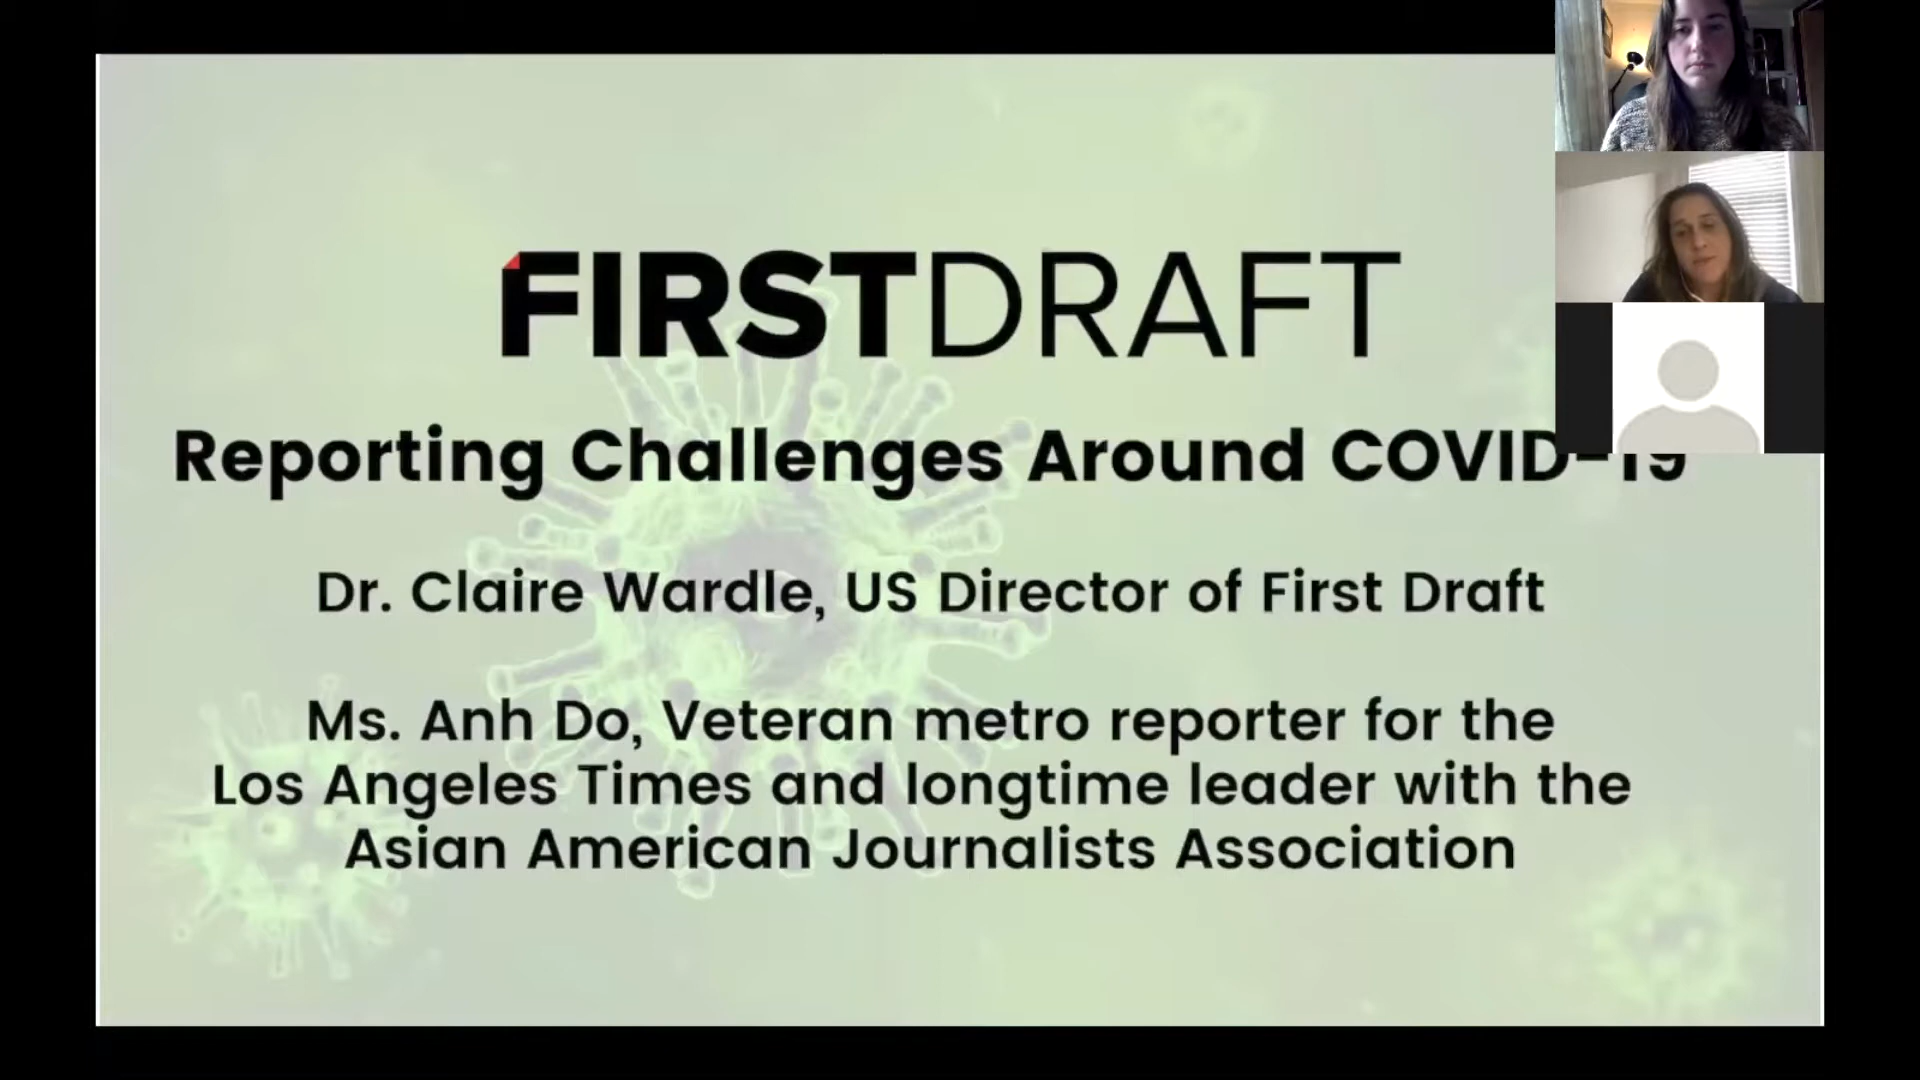 FIRSTDRAFT
Reporting Challenges Around COVID-19
Dr. Claire Wardle, US Director of First Draft
Ms. Anh Do, Veteran metro reporter for the
Los Angeles Times and longtime leader with the
Asian American Journalists Association